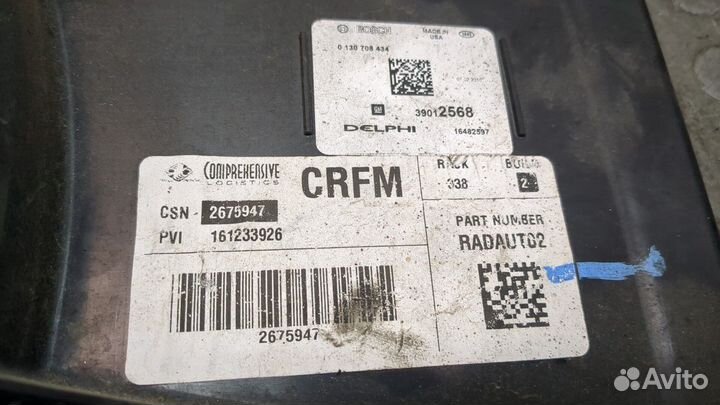 BOSCH
MADE IN
USA
0 130 708 434
39012568
DELPHI
16482597
COMPREHENSIVE
LOGISTICS
CRFM
RACK
338
2
CSN - 2675947
PVI 161233926
PART NUMBER
RADAUT02
2675947
Avito